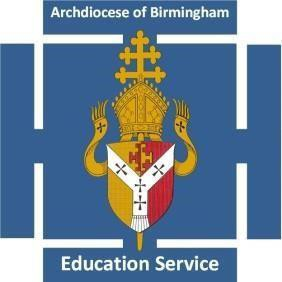 Archdiocese of Birmingham
Education Service